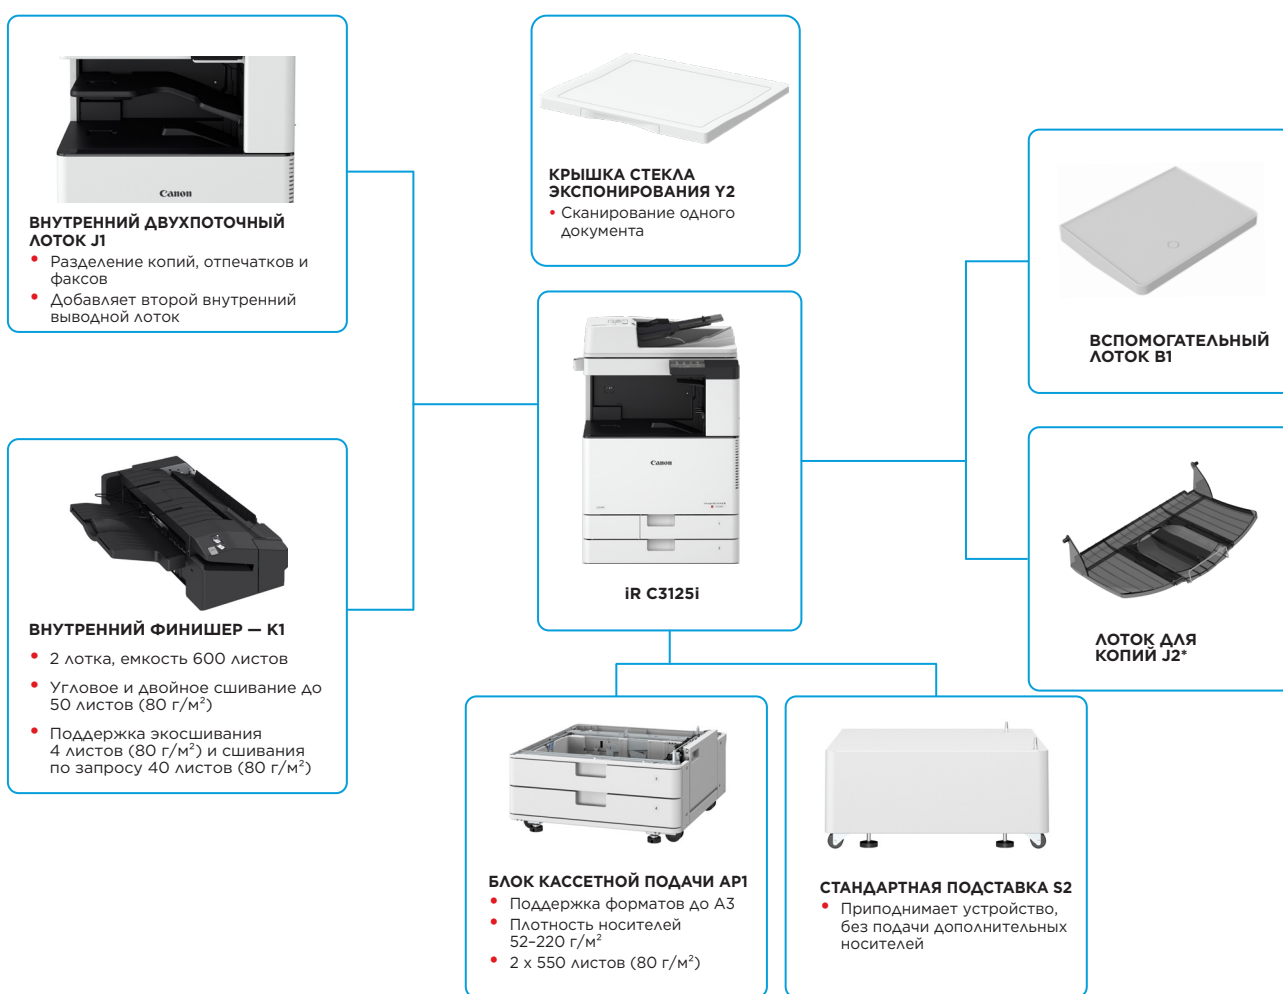 Canon
ВНУТРЕННИЙ ДВУХПОТОЧНЫЙ
ЛОТОК J1
• Разделение копий, отпечатков и
факсов
• Добавляет второй внутренний
выводной лоток
КРЫШКА СТЕКЛА
ЭКСПОНИРОВАНИЯ Y2
• Сканирование одного
документа
ВСПОМОГАТЕЛЬНЫЙ
ЛОТОК B1
Canon
iR C3125i
ВНУТРЕННИЙ ФИНИШЕР — K1
• 2 лотка, емкость 600 листов
• Угловое и двойное сшивание до
50 листов (80 г/м²)
• Поддержка экосшивания
4 листов (80 г/м²) и сшивания
по запросу 40 листов (80 г/м²)
ЛОТОК ДЛЯ
КОПИЙ J2*
БЛОК КАССЕТНОЙ ПОДАЧИ AP1
• Поддержка форматов до A3
• Плотность носителей
52–220 г/м²
• 2 x 550 листов (80 г/м²)
СТАНДАРТНАЯ ПОДСТАВКА S2
• Приподнимает устройство,
без подачи дополнительных
носителей